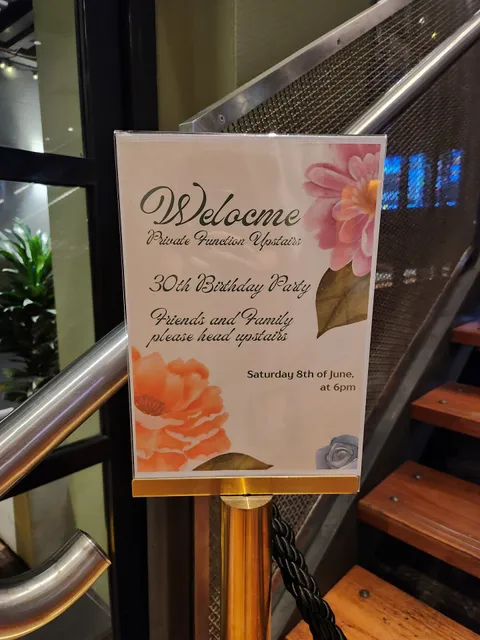 Welocme
Private Function Upstairs
30th Birthday Party
Friends and Family
please head upstairs
Saturday 8th of June,
at 6pm